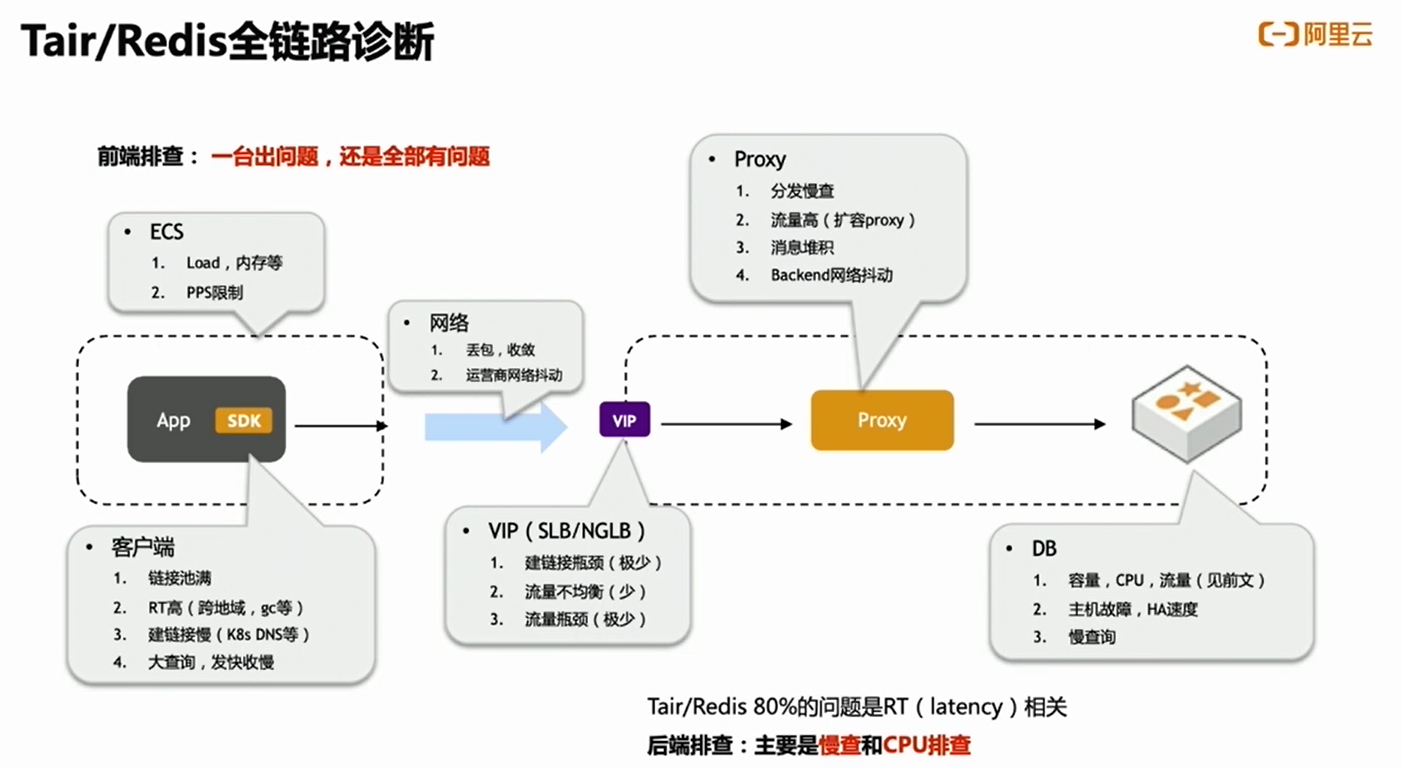 Tair/Redis全链路诊断
阿里云
前端排查： 一台出问题，还是全部有问题
• ECS
1. Load，内存等
2. PPS限制
• 网络
1. 丢包，收敛
2. 运营商网络抖动
• Proxy
1. 分发慢查
2. 流量高（扩容proxy）
3. 消息堆积
4. Backend网络抖动
App
SDK
VIP
Proxy
• 客户端
1. 链接池满
2. RT高（跨地域，gc等）
3. 建链接慢（K8s DNS等）
4. 大查询，发快收慢
• VIP（SLB/NGLB）
1. 建链接瓶颈（极少）
2. 流量不均衡（少）
3. 流量瓶颈（极少）
• DB
1. 容量，CPU，流量（见前文）
2. 主机故障，HA速度
3. 慢查询
Tair/Redis 80%的问题是RT（latency）相关
后端排查：主要是慢查和CPU排查